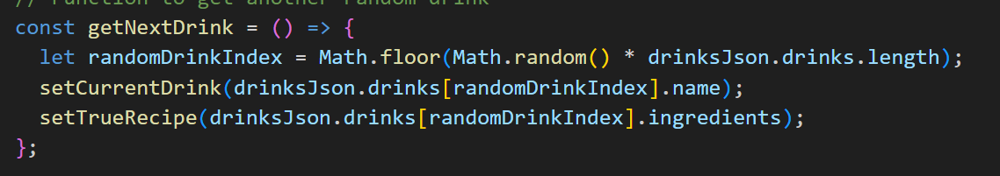 // Function to get another random drink
const getNextDrink = () => {
  let randomDrinkIndex = Math.floor(Math.random() * drinksJson.drinks.length);
  setCurrentDrink(drinksJson.drinks[randomDrinkIndex].name);
  setTrueRecipe(drinksJson.drinks[randomDrinkIndex].ingredients);
};